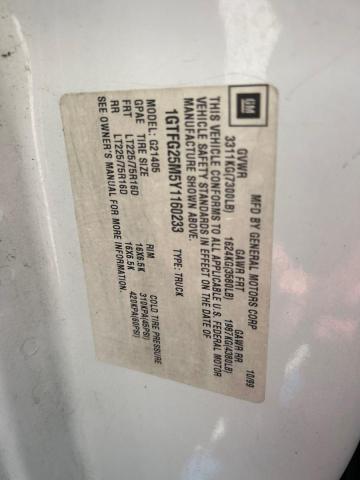 GM
MFD BY GENERAL MOTORS CORP 10/99
GVWR GAWR FRT GAWR RR
3311KG(7300LB) 1624KG(3580LB) 1987KG(4380LB)
THIS VEHICLE CONFORMS TO ALL APPLICABLE U.S. FEDERAL MOTOR
VEHICLE SAFETY STANDARDS IN EFFECT ON THE DATE OF
MANUFACTURE SHOWN ABOVE.
1GTFG25M5Y1160233 TYPE: TRUCK
MODEL: G21405
GPAE TIRE SIZE RIM COLD TIRE PRESSURE
FRT LT225/75R16D 16X6.5K 310KPA(45PSI)
RR LT225/75R16D 16X6.5K 420KPA(60PSI)
SEE OWNER'S MANUAL FOR MORE INFORMATION.